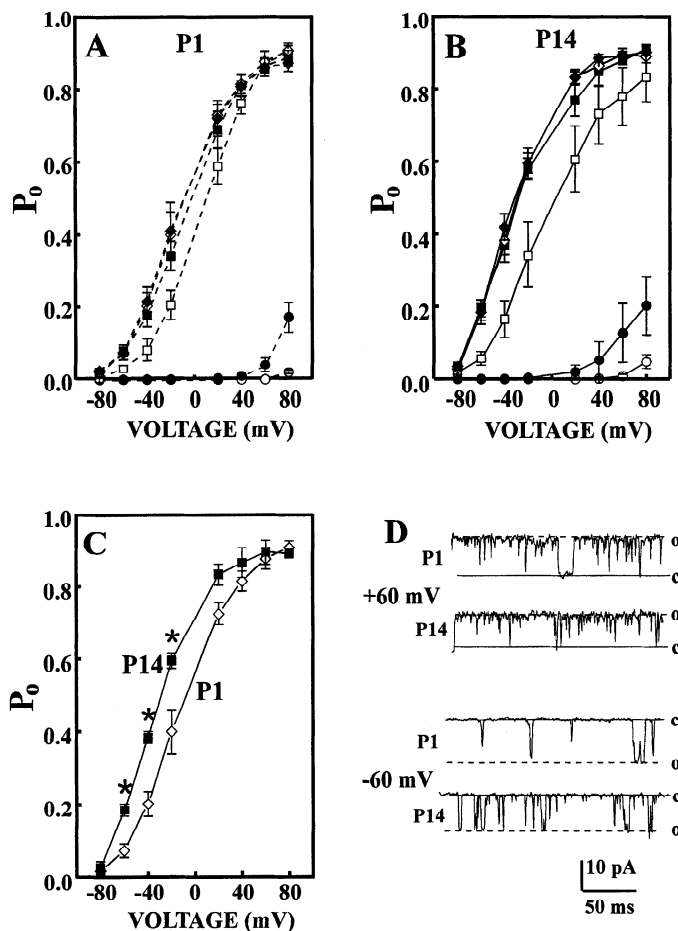 A P1
1.0
0.8
0.6
0.4
0.2
0.0
P0
-80 -40 0 40 80
VOLTAGE (mV)
B P14
1.0
0.8
0.6
0.4
0.2
0.0
P0
-80 -40 0 40 80
VOLTAGE (mV)
C
1.0
0.8
0.6
0.4
0.2
0.0
P0
* P14
* P1
*
-80 -40 0 40 80
VOLTAGE (mV)
D
P1 o
c
+60 mV
P14 o
c
P1 c
o
-60 mV
P14 c
o
10 pA
50 ms